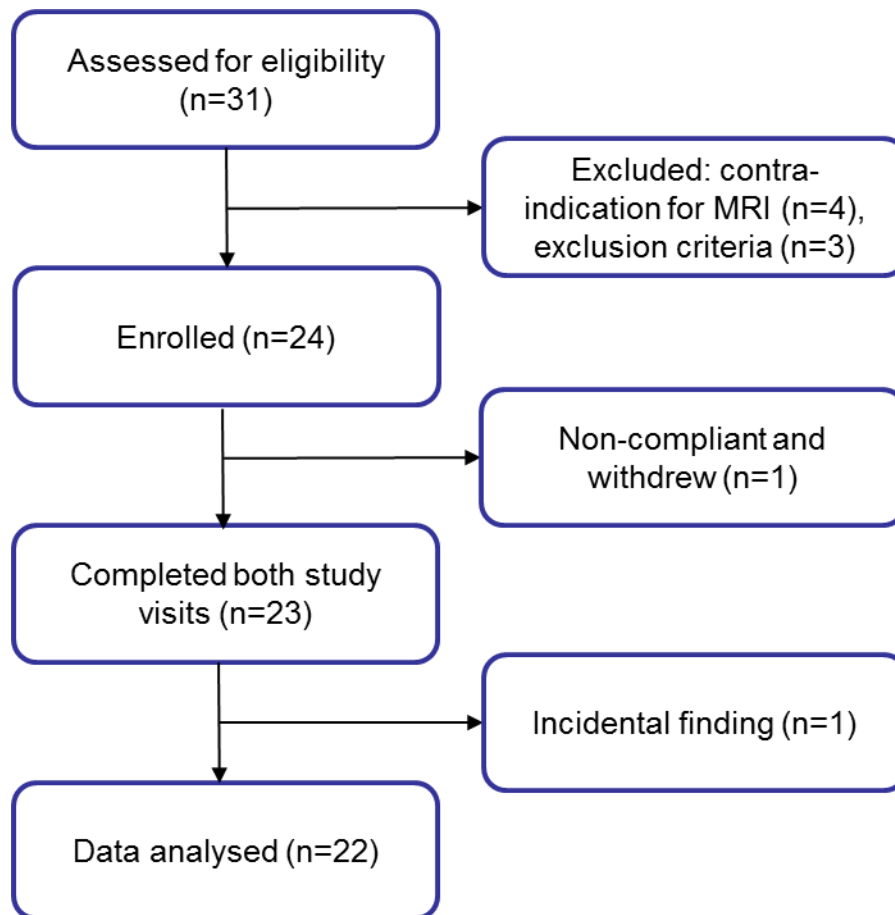 Assessed for eligibility
(n=31)
Excluded: contra-
indication for MRI (n=4),
exclusion criteria (n=3)
Enrolled (n=24)
Non-compliant and
withdrew (n=1)
Completed both study
visits (n=23)
Incidental finding (n=1)
Data analysed (n=22)